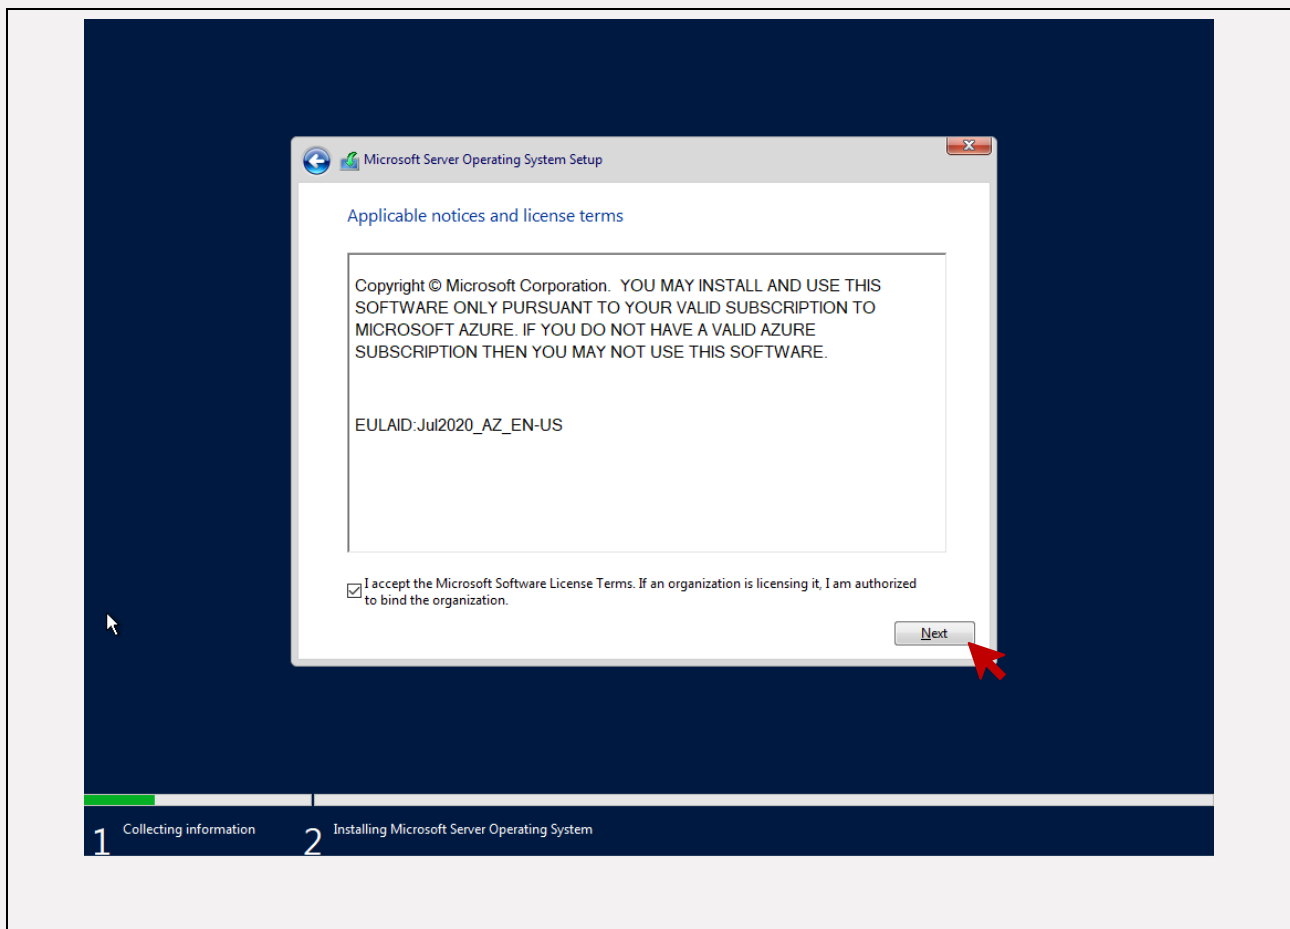 Microsoft Server Operating System Setup
Applicable notices and license terms
Copyright © Microsoft Corporation.  YOU MAY INSTALL AND USE THIS
SOFTWARE ONLY PURSUANT TO YOUR VALID SUBSCRIPTION TO
MICROSOFT AZURE. IF YOU DO NOT HAVE A VALID AZURE
SUBSCRIPTION THEN YOU MAY NOT USE THIS SOFTWARE.
EULAID:Jul2020_AZ_EN-US
I accept the Microsoft Software License Terms. If an organization is licensing it, I am authorized
to bind the organization.
Next
1 Collecting information
2 Installing Microsoft Server Operating System